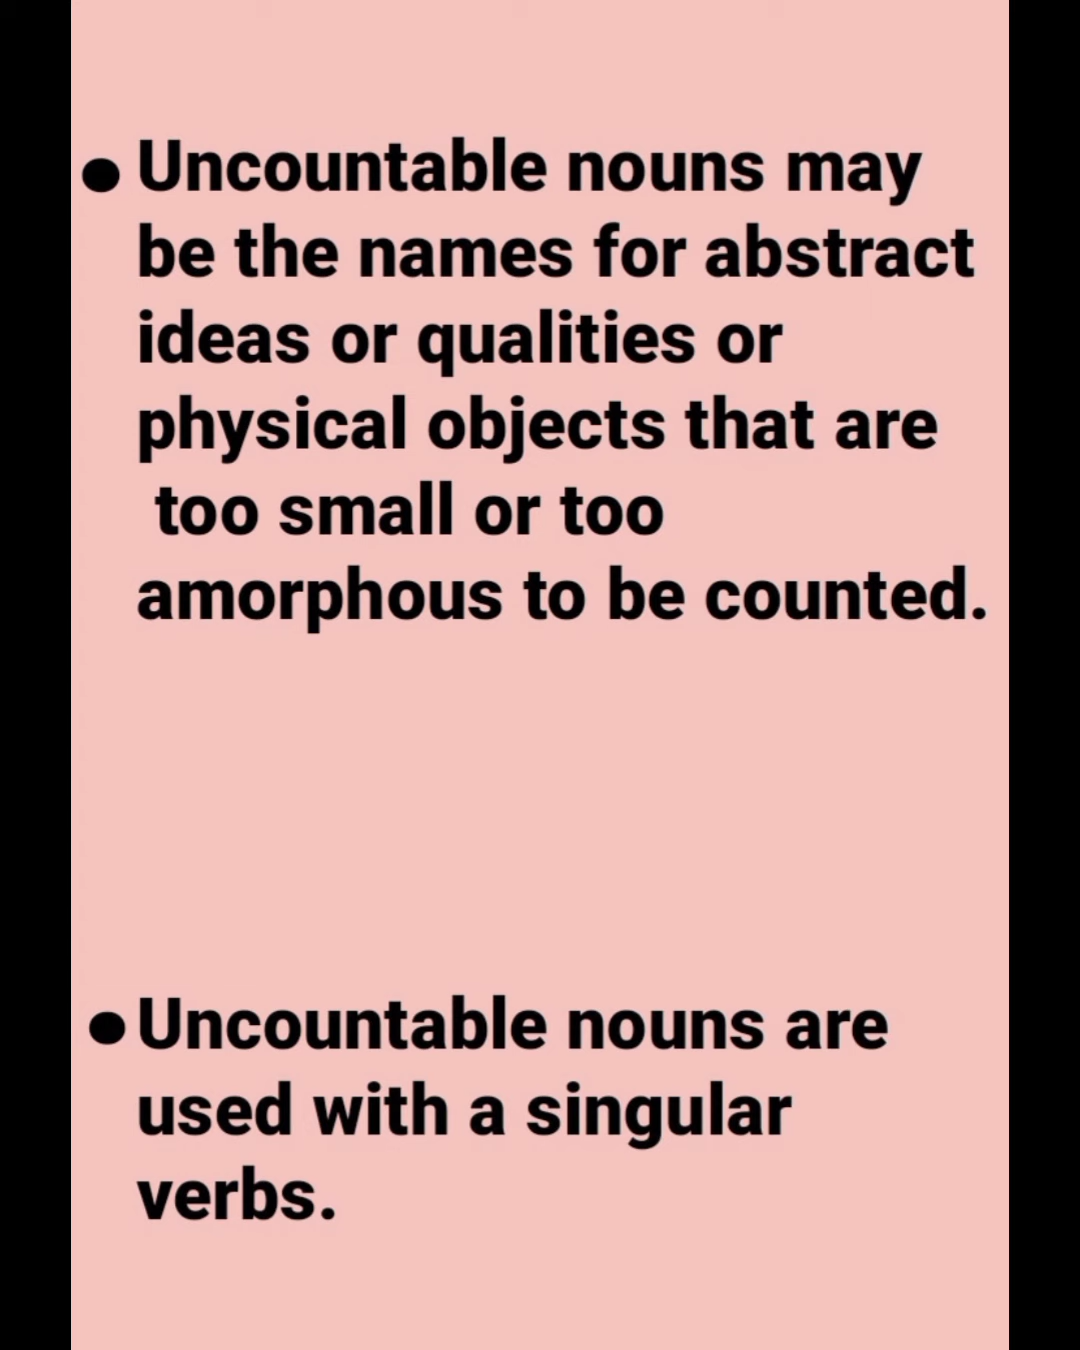 ● Uncountable nouns may
be the names for abstract
ideas or qualities or
physical objects that are
too small or too
amorphous to be counted.
● Uncountable nouns are
used with a singular
verbs.